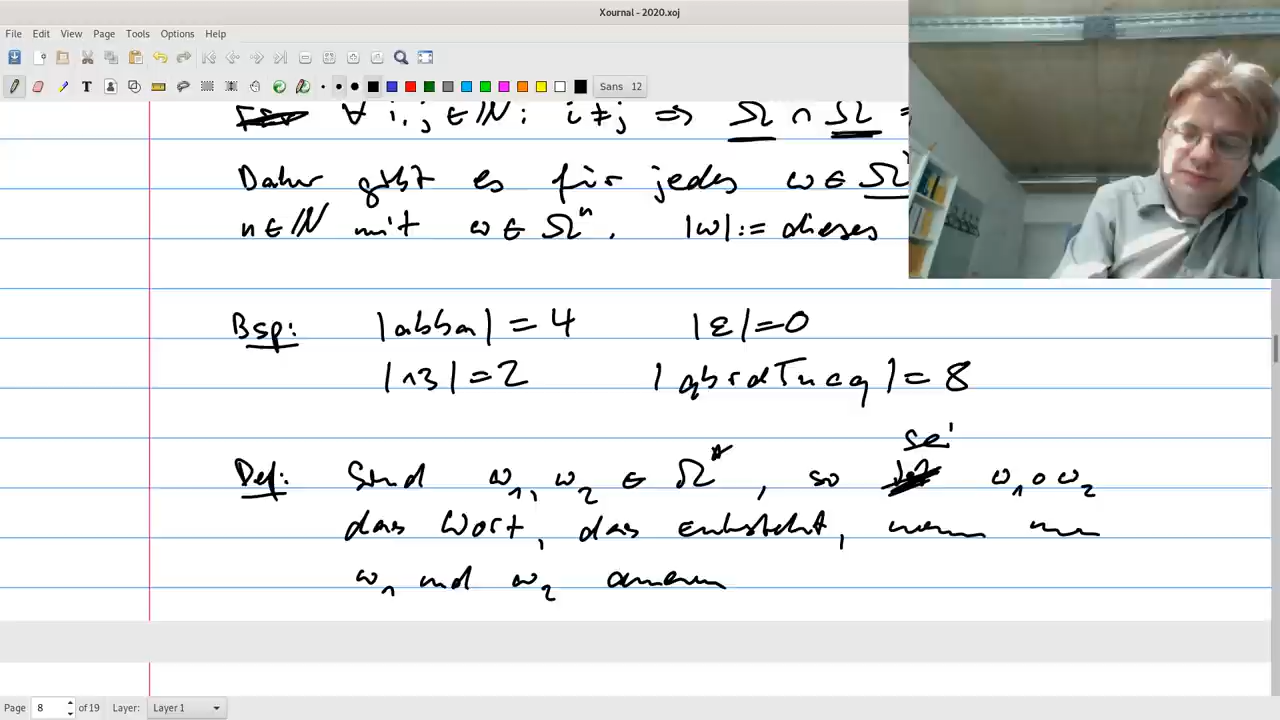 Xournal - 2020.xoj
File Edit View Page Tools Options Help
Sans 12
∀ i, j ∈ ℕ : i ≠ j ⇒ Ω ∩ Ω =
Daher gibt es für jedes ω ∈ Ω
n ∈ ℕ mit ω ∈ Ωⁿ. |ω| := dieses
Bsp: |abba| = 4 |ε| = 0
|13| = 2 |qbrdTucq| = 8
sei
Def: Sind ω₁, ω₂ ∈ Ω*, so ω₁ ∘ ω₂
das Wort, das entsteht, wenn man
ω₁ und ω₂
Page 8 of 19 Layer: Layer 1